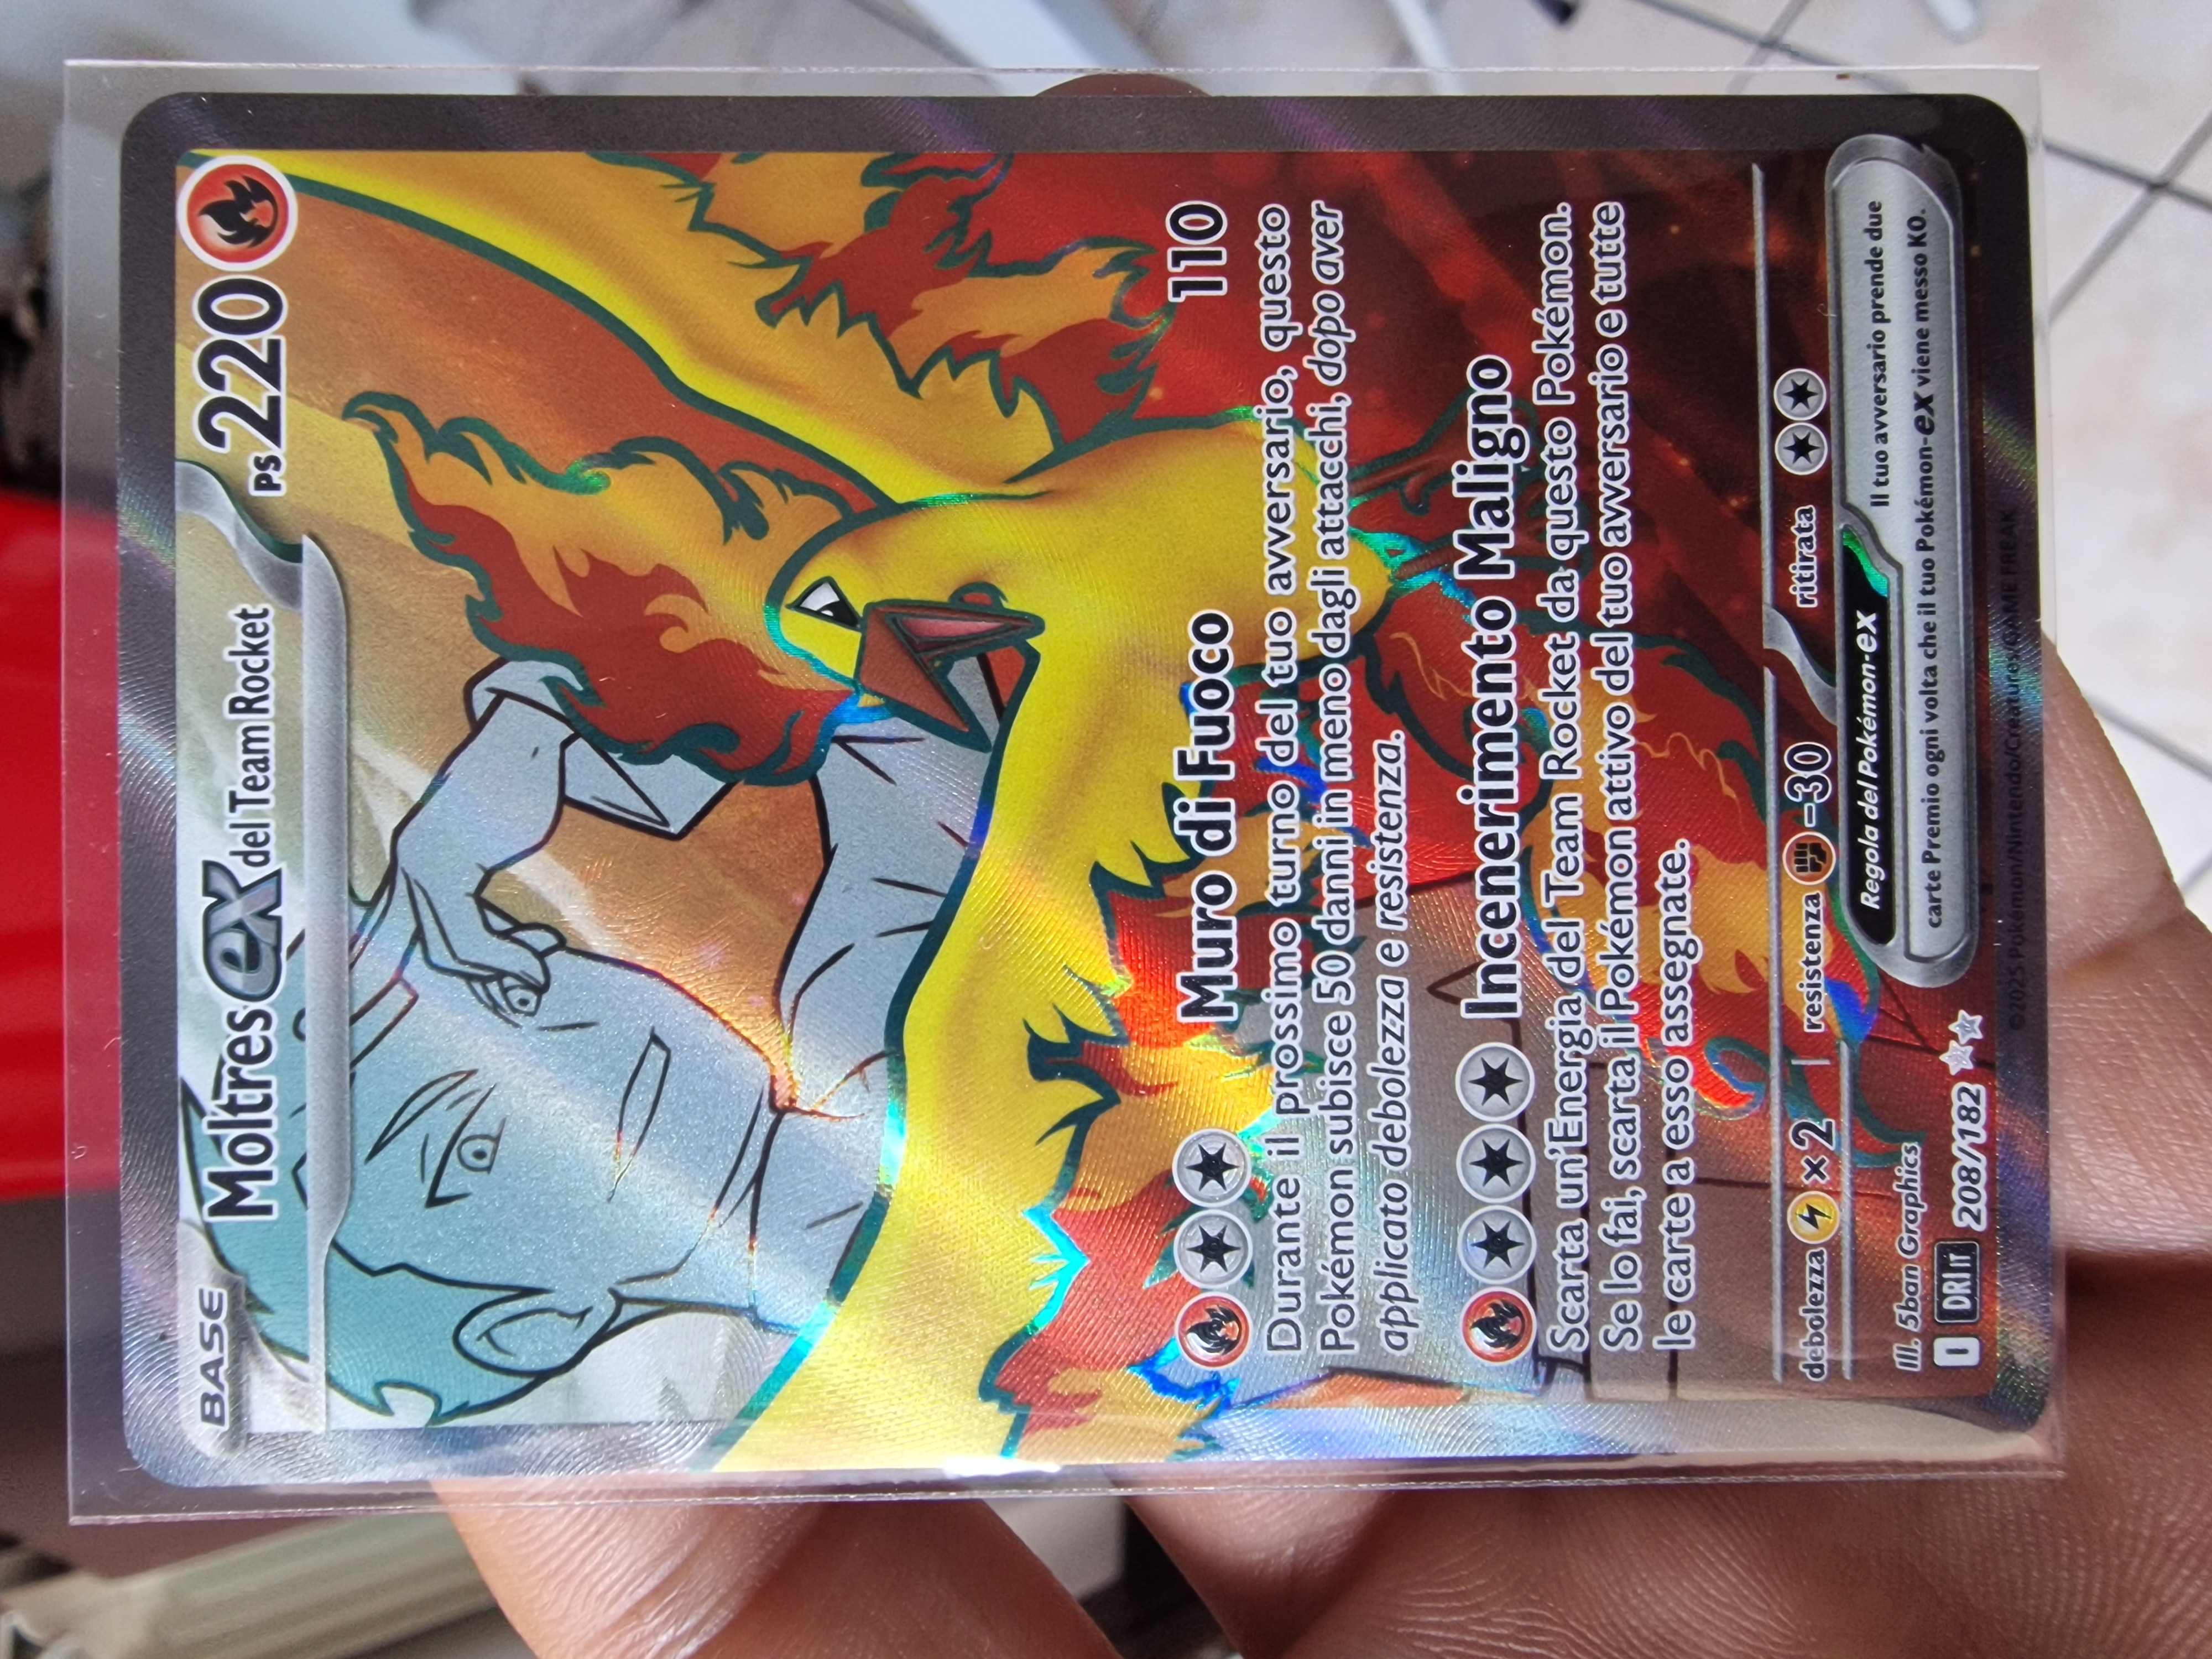 BASE
Moltres ex del Team Rocket
PS 220
Muro di Fuoco 110
Durante il prossimo turno del tuo avversario, questo
Pokémon subisce 50 danni in meno dagli attacchi, dopo aver
applicato debolezza e resistenza.
Incenerimento Maligno
Scarta un'Energia del Team Rocket da questo Pokémon.
Se lo fai, scarta il Pokémon attivo del tuo avversario e tutte
le carte a esso assegnate.
debolezza ×2 resistenza -30 ritirata
Regola del Pokémon-ex Il tuo avversario prende due
carte Premio ogni volta che il tuo Pokémon-ex viene messo KO.
Ill. 5ban Graphics
I DRI IT 208/182
©2025 Pokémon/Nintendo/Creatures/GAME FREAK